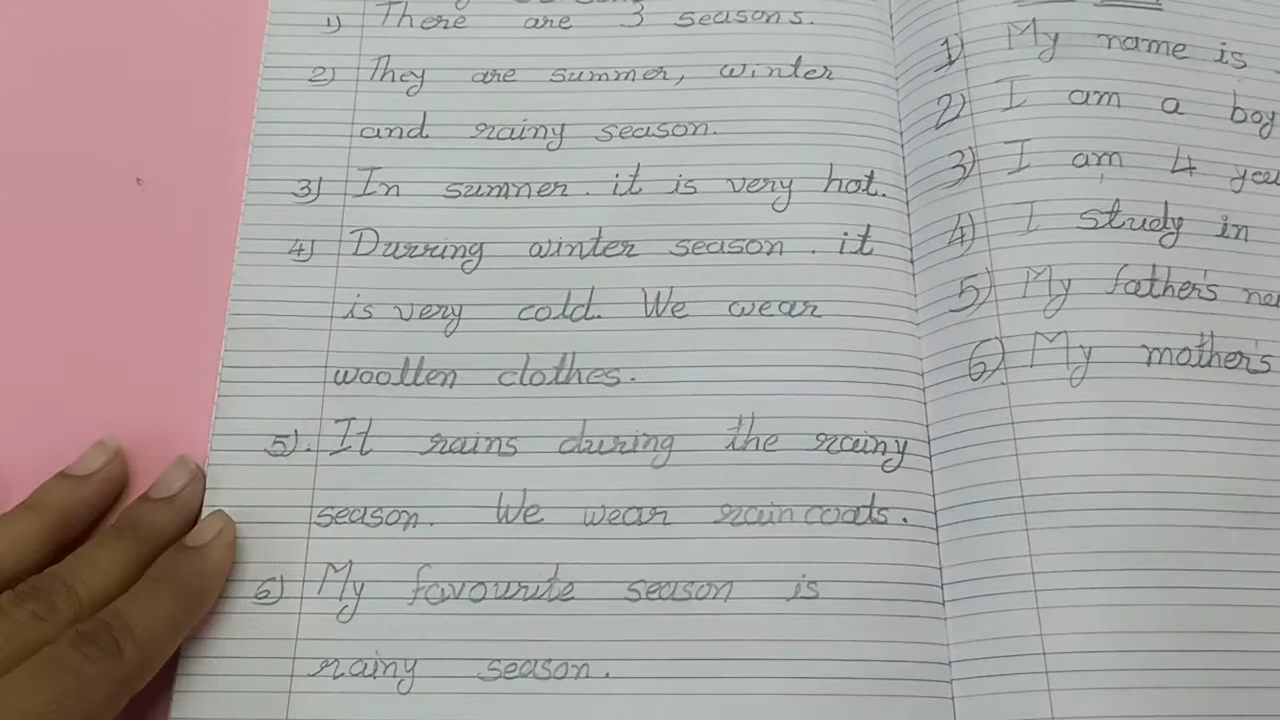 1) There are 3 seasons.
2) They are summer, winter
and rainy season.
3) In summer. it is very hot.
4) Durring winter season. it
is very cold. We wear
woollen clothes.
5). It rains during the rainy
season. We wear raincoats.
6) My favourite season is
rainy season.
1) My name is
2) I am a boy
3) I am 4
4) I study in
5) My father's
6) My mother's